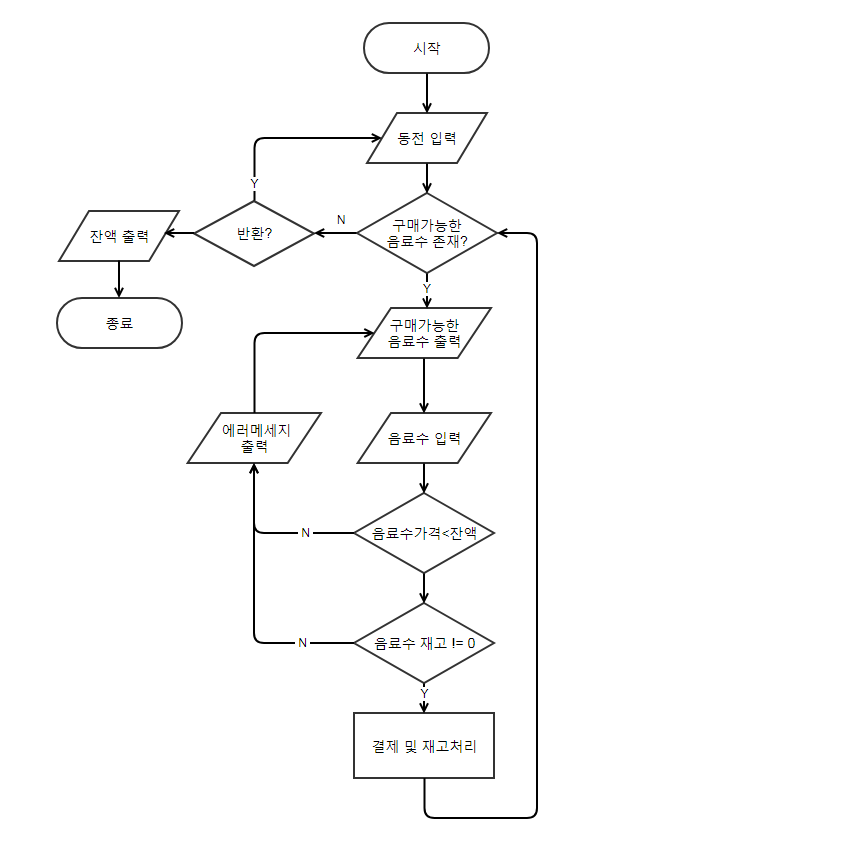 시작
동전 입력
Y
N
잔액 출력
반환?
구매가능한
음료수 존재?
Y
종료
구매가능한
음료수 출력
에러메세지
출력
음료수 입력
N
음료수가격<잔액
N
음료수 재고 != 0
Y
결제 및 재고처리